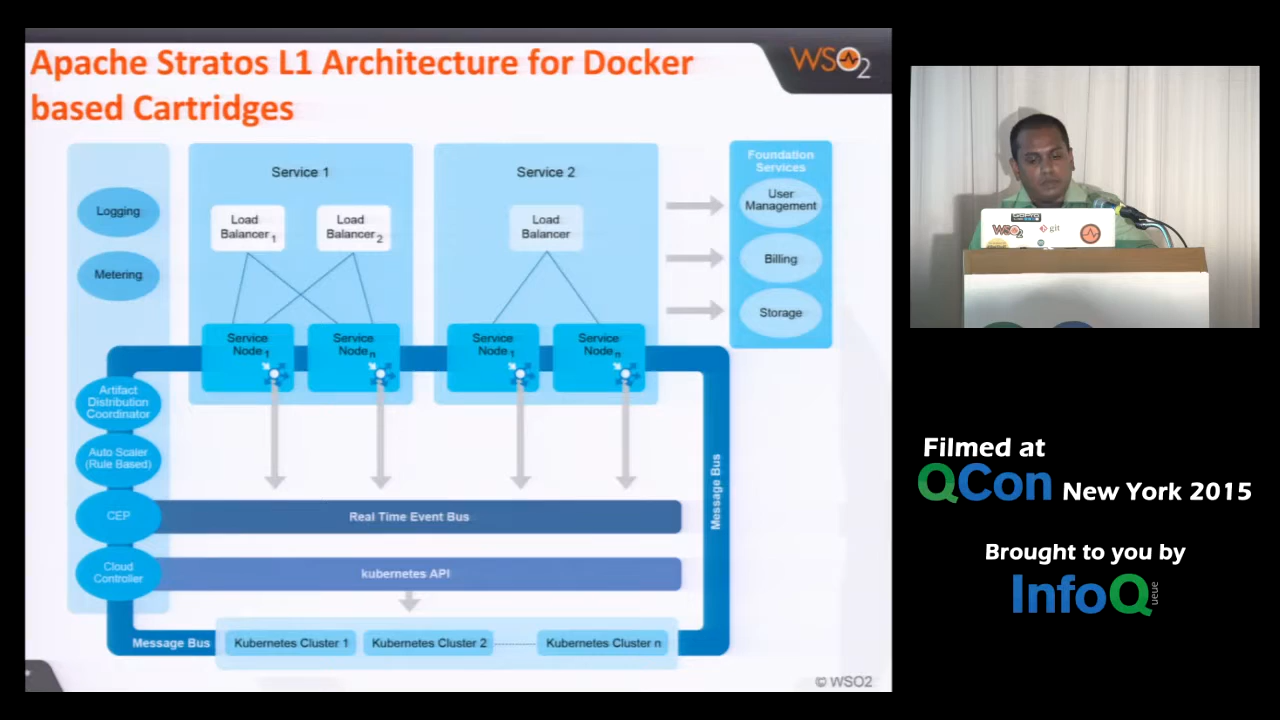 Apache Stratos L1 Architecture for Docker
based Cartridges
WSO2
Logging
Metering
Service 1
Load
Balancer 1
Load
Balancer 2
Service
Node 1
Service
Node n
Service 2
Load
Balancer
Service
Node 1
Service
Node n
Foundation
Services
User
Management
Billing
Storage
Artifact
Distribution
Coordinator
Auto Scaler
(Rule Based)
CEP
Real Time Event Bus
Cloud
Controller
kubernetes API
Message Bus
Message Bus
Kubernetes Cluster 1
Kubernetes Cluster 2
Kubernetes Cluster n
© WSO2
GoPro
WSO2
git
Filmed at
QCon New York 2015
Brought to you by
InfoQueue